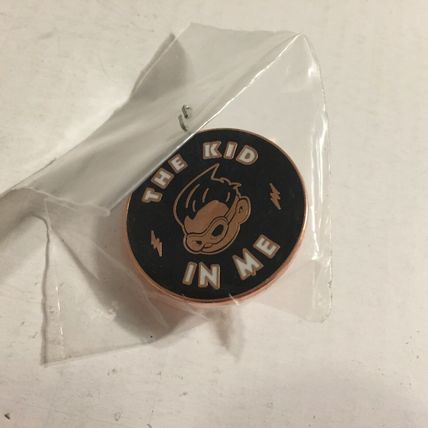 THE KID
IN ME